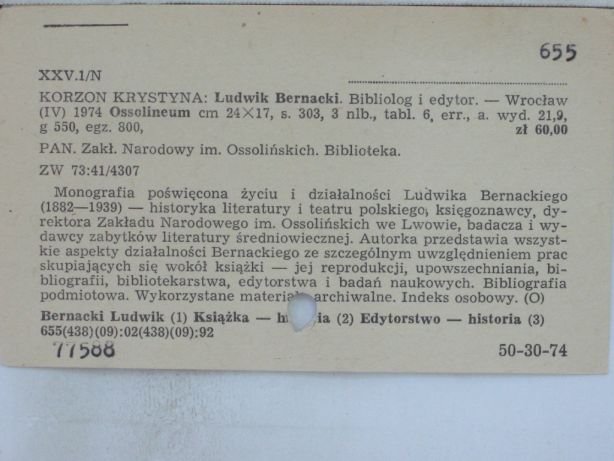 655
XXV.1/N
KORZON KRYSTYNA: Ludwik Bernacki. Bibliolog i edytor. — Wrocław
(IV) 1974 Ossolineum cm 24×17, s. 303, 3 nlb., tabl. 6, err., a. wyd. 21,9,
g 550, egz. 800, zł 60,00
PAN. Zakł. Narodowy im. Ossolińskich. Biblioteka.
ZW 73:41/4307
Monografia poświęcona życiu i działalności Ludwika Bernackiego
(1882—1939) — historyka literatury i teatru polskiego, księgoznawcy, dy-
rektora Zakładu Narodowego im. Ossolińskich we Lwowie, badacza i wy-
dawcy zabytków literatury średniowiecznej. Autorka przedstawia wszyst-
kie aspekty działalności Bernackiego ze szczególnym uwzględnieniem prac
skupiających się wokół książki — jej reprodukcji, upowszechniania, bi-
bliografii, bibliotekarstwa, edytorstwa i badań naukowych. Bibliografia
podmiotowa. Wykorzystane archiwalne. Indeks osobowy. (O)
Bernacki Ludwik (1) Książka — (2) Edytorstwo — historia (3)
655(438)(09):02(438)(09):92
77588 50-30-74